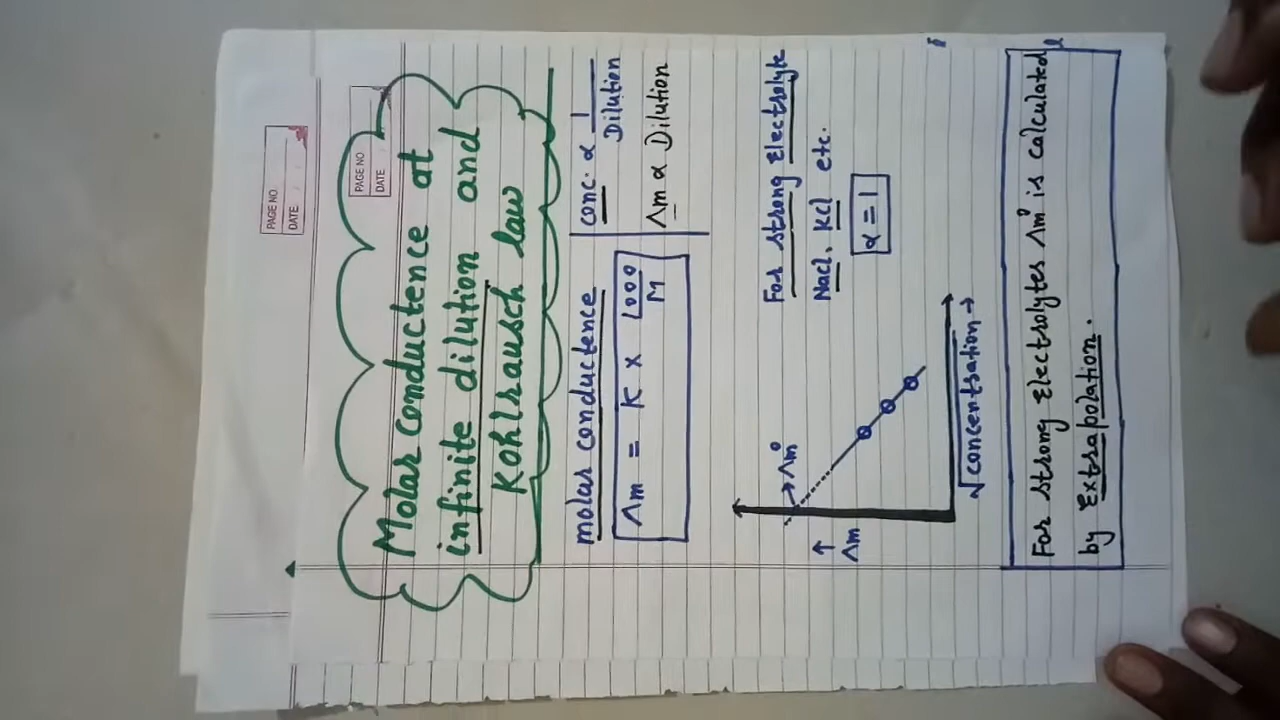 PAGE NO.
DATE
PAGE NO
DATE
Molar conductence at
infinite dilution and
Kohlrausch law
molar conductence
Λm = K × 1000/M
conc. ∝ 1/Dilution
Λm ∝ Dilution
For strong Electrolyte
Nacl, Kcl etc.
α = 1
→ Λm°
↑
Λm
√concentration →
For strong Electrolytes Λm° is calculated
by Extrapolation.